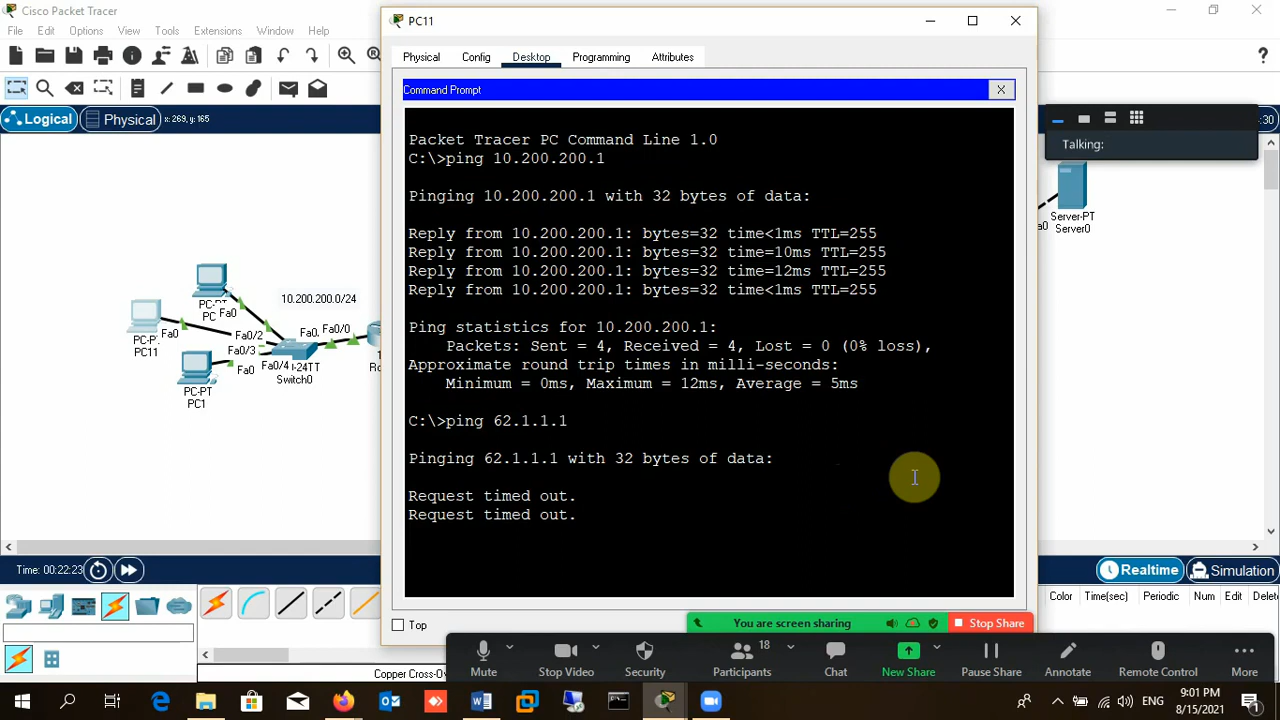 Cisco Packet Tracer
File Edit Options View Tools Extensions Window Help
Logical Physical x: 269, y: 165
PC11
Physical Config Desktop Programming Attributes
Command Prompt X
Packet Tracer PC Command Line 1.0
C:\>ping 10.200.200.1
Pinging 10.200.200.1 with 32 bytes of data:
Reply from 10.200.200.1: bytes=32 time<1ms TTL=255
Reply from 10.200.200.1: bytes=32 time=10ms TTL=255
Reply from 10.200.200.1: bytes=32 time=12ms TTL=255
Reply from 10.200.200.1: bytes=32 time<1ms TTL=255
Ping statistics for 10.200.200.1:
Packets: Sent = 4, Received = 4, Lost = 0 (0% loss),
Approximate round trip times in milli-seconds:
Minimum = 0ms, Maximum = 12ms, Average = 5ms
C:\>ping 62.1.1.1
Pinging 62.1.1.1 with 32 bytes of data:
Request timed out.
Request timed out.
Top
:30
Talking:
Server-PT
Server0
10.200.200.0/24
Fa0
Fa0
PC11
Fa0/2
Fa0/0
Fa0/3
Fa0/4
Fa0
PC-PT
PC1
Switch0
Time: 00:22:23
Realtime Simulation
Color Time(sec) Periodic Num Edit Delete
Copper Cross-Ov
You are screen sharing Stop Share
18
Mute Stop Video Security Participants Chat New Share Pause Share Annotate Remote Control More
ENG
9:01 PM
8/15/2021
1